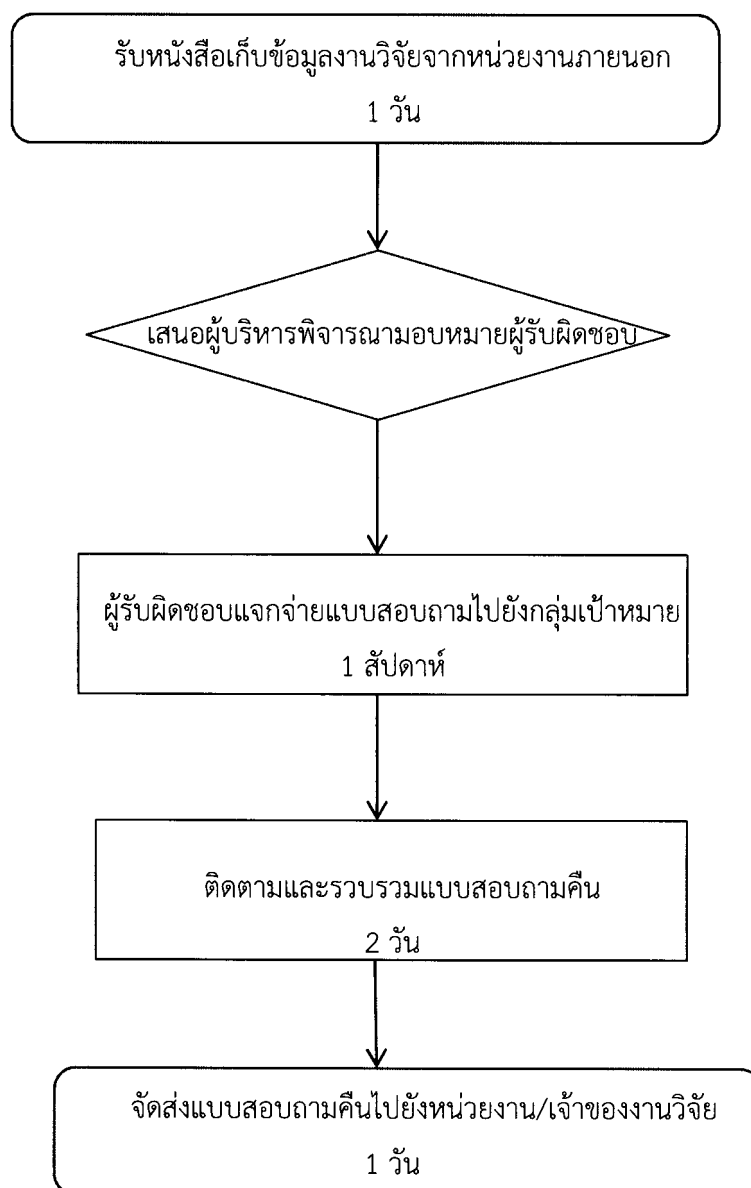 รับหนังสือเก็บข้อมูลงานวิจัยจากหน่วยงานภายนอก
1 วัน
เสนอผู้บริหารพิจารณามอบหมายผู้รับผิดชอบ
ผู้รับผิดชอบแจกจ่ายแบบสอบถามไปยังกลุ่มเป้าหมาย
1 สัปดาห์
ติดตามและรวบรวมแบบสอบถามคืน
2 วัน
จัดส่งแบบสอบถามคืนไปยังหน่วยงาน/เจ้าของงานวิจัย
1 วัน